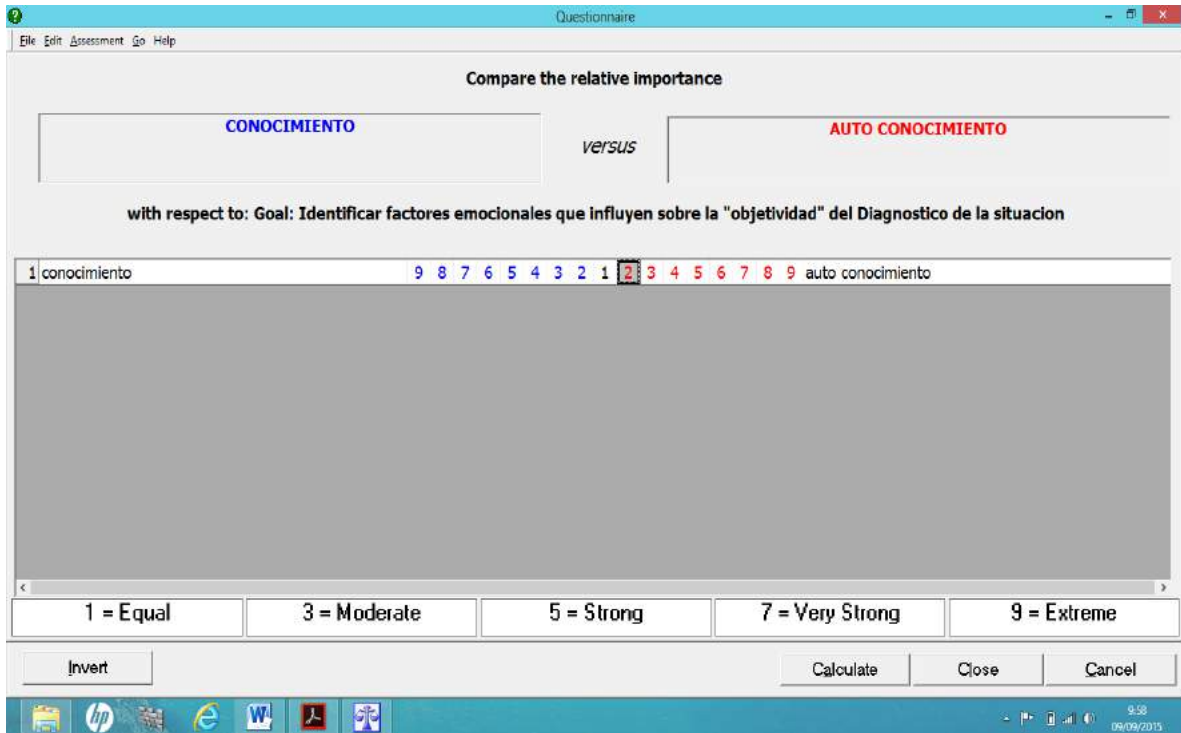 Questionnaire
File Edit Assessment Go Help
Compare the relative importance
CONOCIMIENTO
versus
AUTO CONOCIMIENTO
with respect to: Goal: Identificar factores emocionales que influyen sobre la "objetividad" del Diagnostico de la situacion
1 conocimiento 9 8 7 6 5 4 3 2 1 2 3 4 5 6 7 8 9 auto conocimiento
1 = Equal 3 = Moderate 5 = Strong 7 = Very Strong 9 = Extreme
Invert Calculate Close Cancel
hp W 9:58
09/09/2015